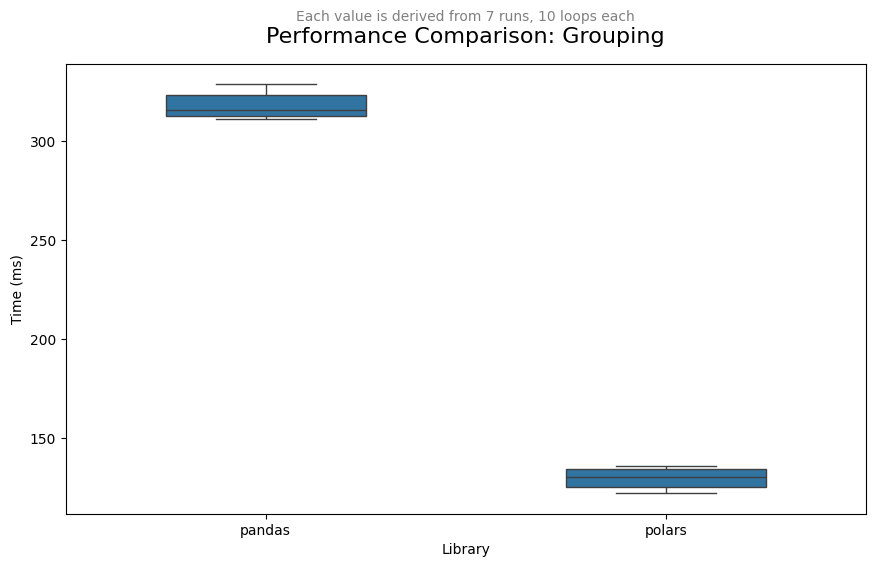 Each value is derived from 7 runs, 10 loops each
Performance Comparison: Grouping
Time (ms)
300
250
200
150
pandas
polars
Library